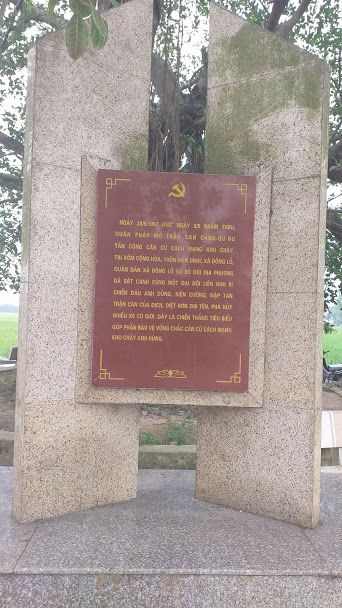 NGÀY 28/5/1952 (TỨC NGÀY 5/5 NHÂM THÌN),
QUÂN PHÁP MỞ TRẬN CÀN CĂNG-GU-RU
TẤN CÔNG CĂN CỨ CÁCH MẠNG KHU CHÁY.
TẠI XÓM CỘNG HÒA, THÔN VIÊN ĐÌNH, XÃ ĐÔNG LỖ,
QUÂN DÂN XÃ ĐÔNG LỖ VÀ BỘ ĐỘI ĐỊA PHƯƠNG
ĐÃ SÁT CÁNH CÙNG MỘT ĐẠI ĐỘI LIÊN KHU III
CHIẾN ĐẤU ANH DŨNG, KIÊN CƯỜNG, ĐẬP TAN
TRẬN CÀN CỦA ĐỊCH, DIỆT HƠN 200 TÊN, PHÁ HỦY
NHIỀU XE CƠ GIỚI. ĐÂY LÀ CHIẾN THẮNG TIÊU BIỂU
GÓP PHẦN BẢO VỆ VỮNG CHẮC CĂN CỨ CÁCH MẠNG
KHU CHÁY ANH HÙNG.